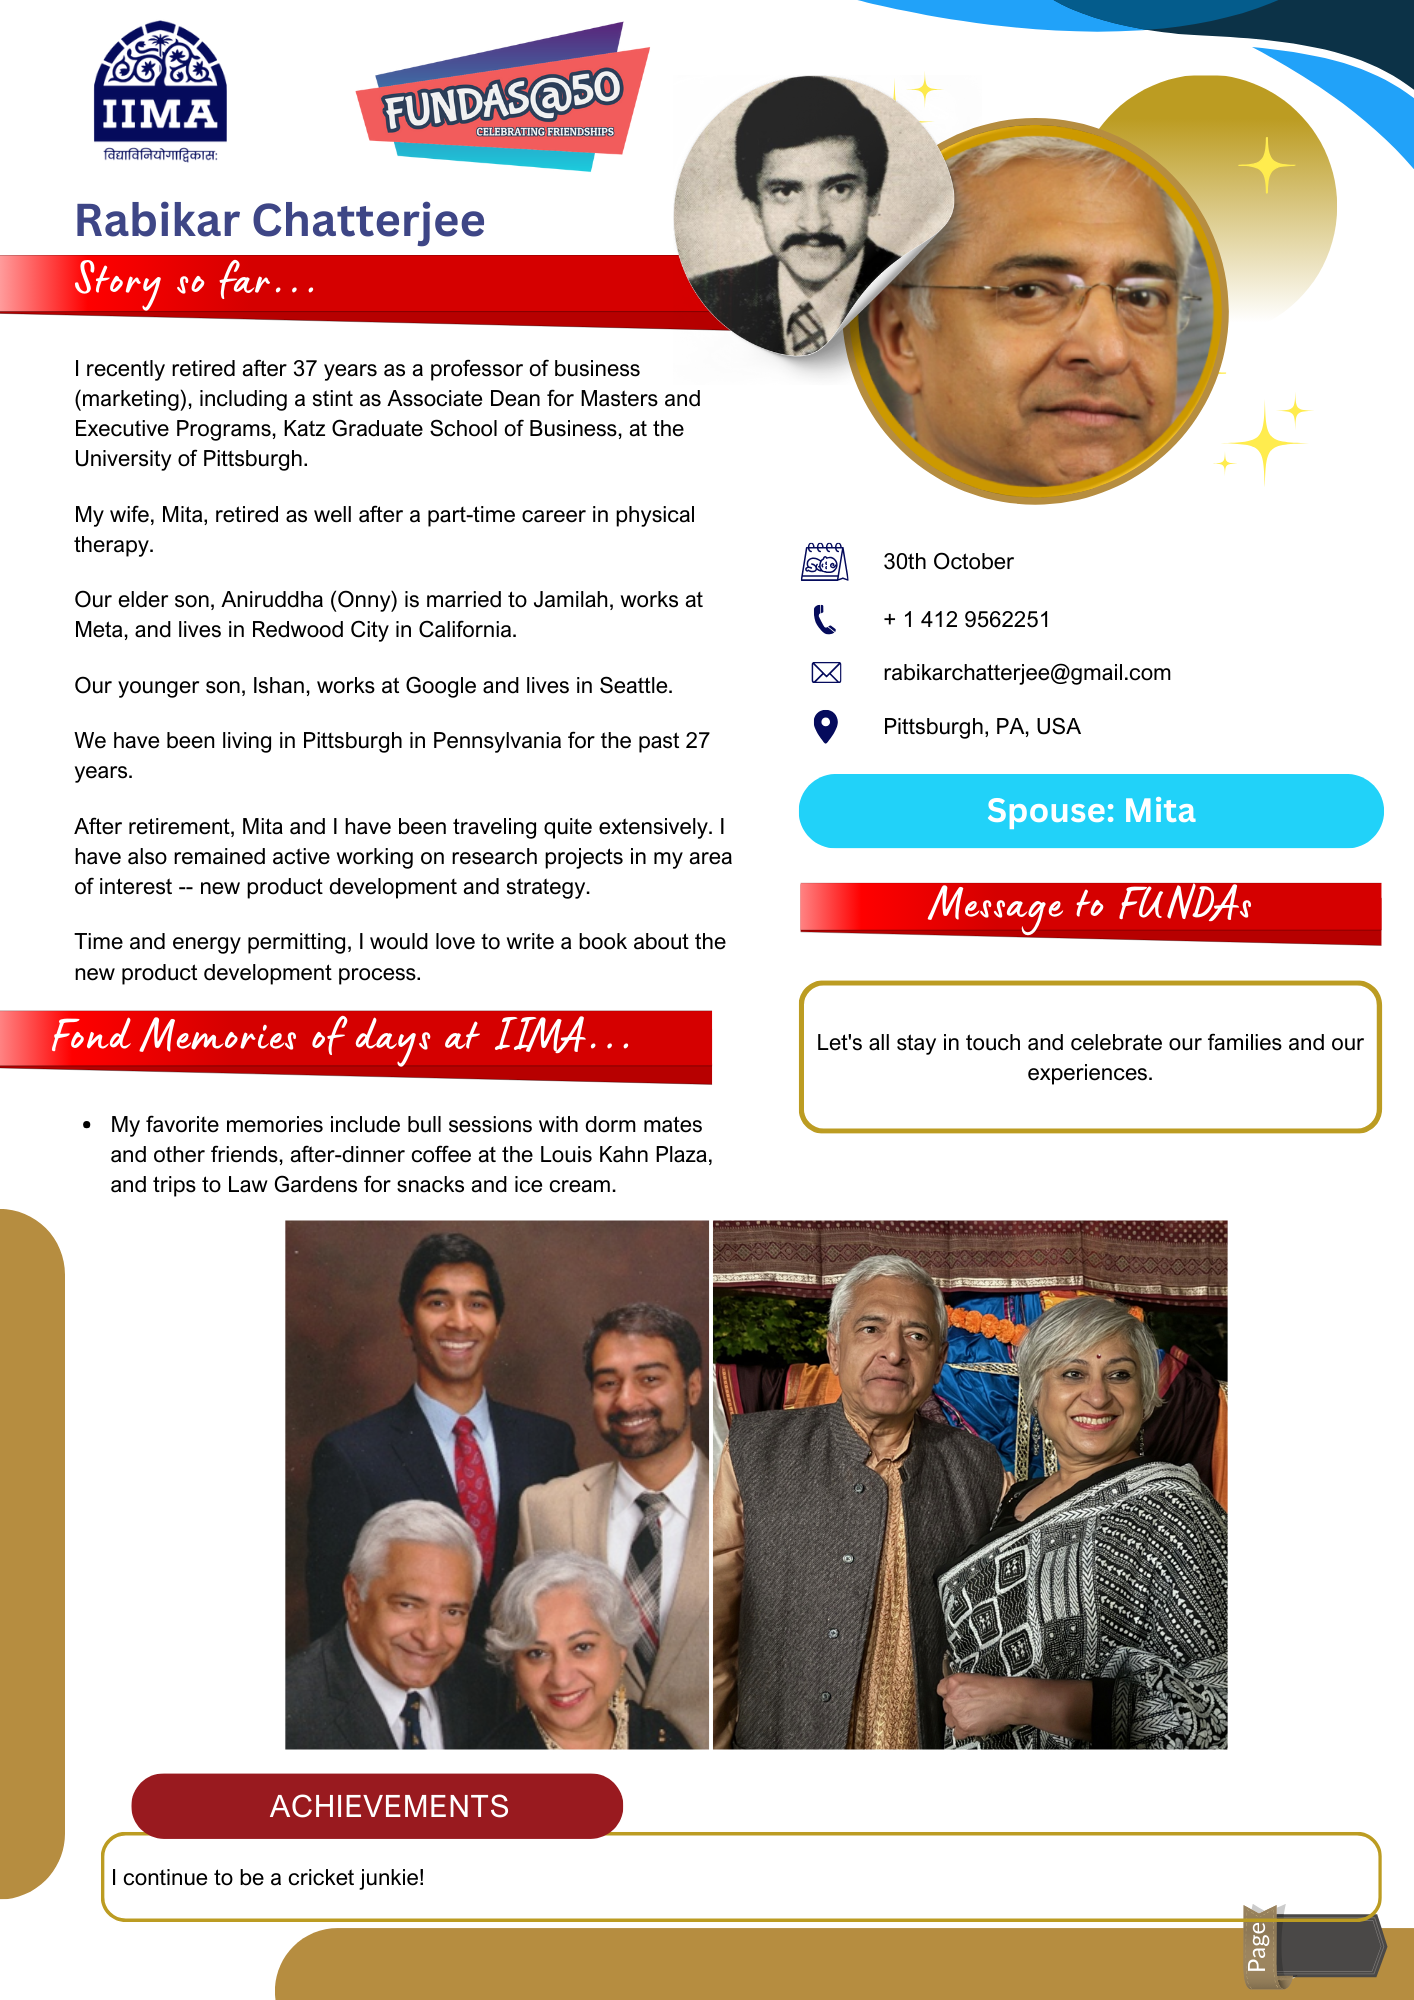 IIMA
विद्याविनियोगाद्विकास:
FUNDAS@50
CELEBRATING FRIENDSHIPS
Rabikar Chatterjee
Story so far...
I recently retired after 37 years as a professor of business
(marketing), including a stint as Associate Dean for Masters and
Executive Programs, Katz Graduate School of Business, at the
University of Pittsburgh.
My wife, Mita, retired as well after a part-time career in physical
therapy.
Our elder son, Aniruddha (Onny) is married to Jamilah, works at
Meta, and lives in Redwood City in California.
Our younger son, Ishan, works at Google and lives in Seattle.
We have been living in Pittsburgh in Pennsylvania for the past 27
years.
After retirement, Mita and I have been traveling quite extensively. I
have also remained active working on research projects in my area
of interest -- new product development and strategy.
Time and energy permitting, I would love to write a book about the
new product development process.
Fond Memories of days at IIMA...
• My favorite memories include bull sessions with dorm mates
and other friends, after-dinner coffee at the Louis Kahn Plaza,
and trips to Law Gardens for snacks and ice cream.
30th October
+ 1 412 9562251
rabikarchatterjee@gmail.com
Pittsburgh, PA, USA
Spouse: Mita
Message to FUNDAs
Let's all stay in touch and celebrate our families and our
experiences.
ACHIEVEMENTS
I continue to be a cricket junkie!
Page